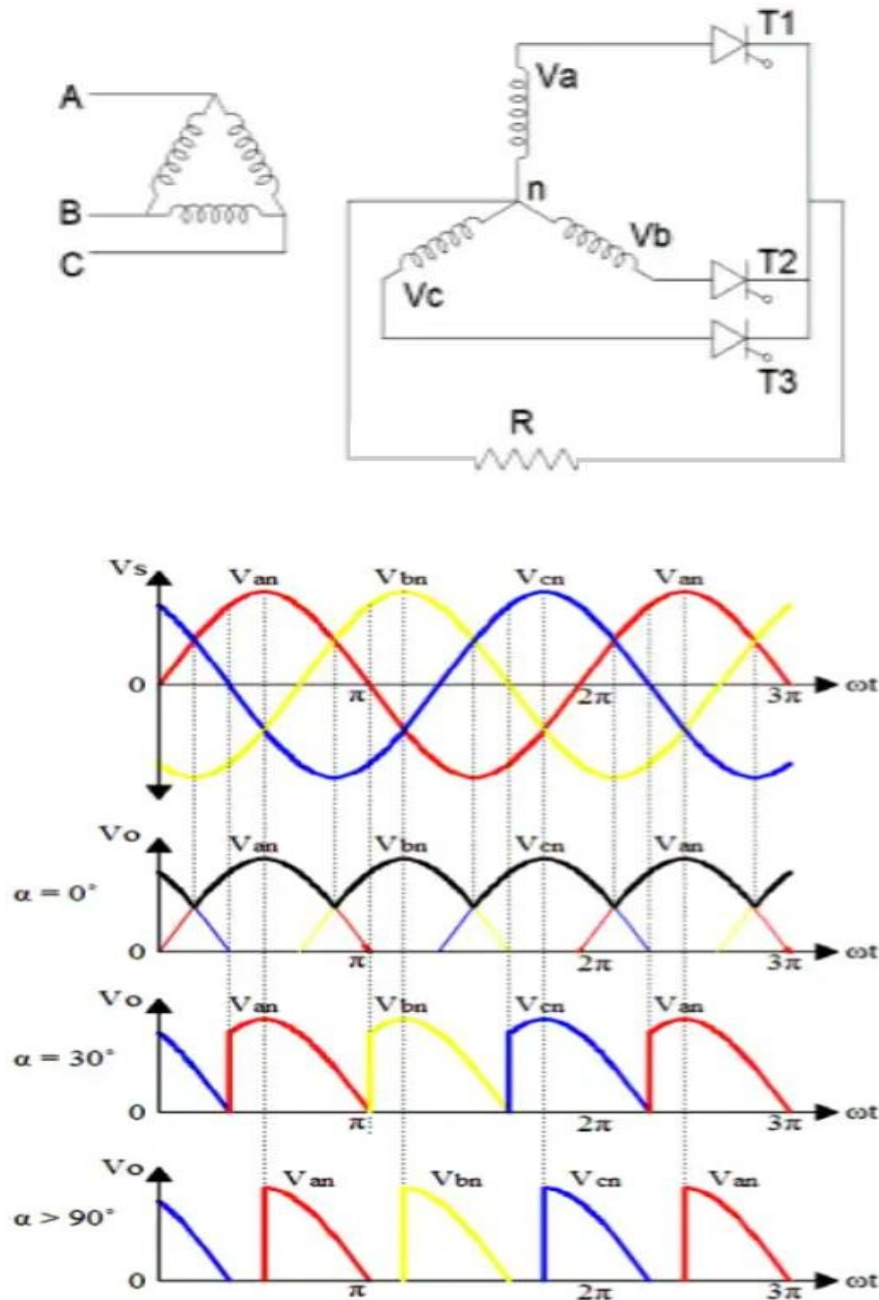 T1
A
Va
n
B
Vb
T2
C
Vc
T3
R
Vs
Van Vbn Vcn Van
0 π 2π 3π ωt
Vo
Van Vbn Vcn Van
α = 0°
0 π 2π 3π ωt
Vo
Van Vbn Vcn Van
α = 30°
0 π 2π 3π ωt
Vo
Van Vbn Vcn Van
α > 90°
0 π 2π 3π ωt